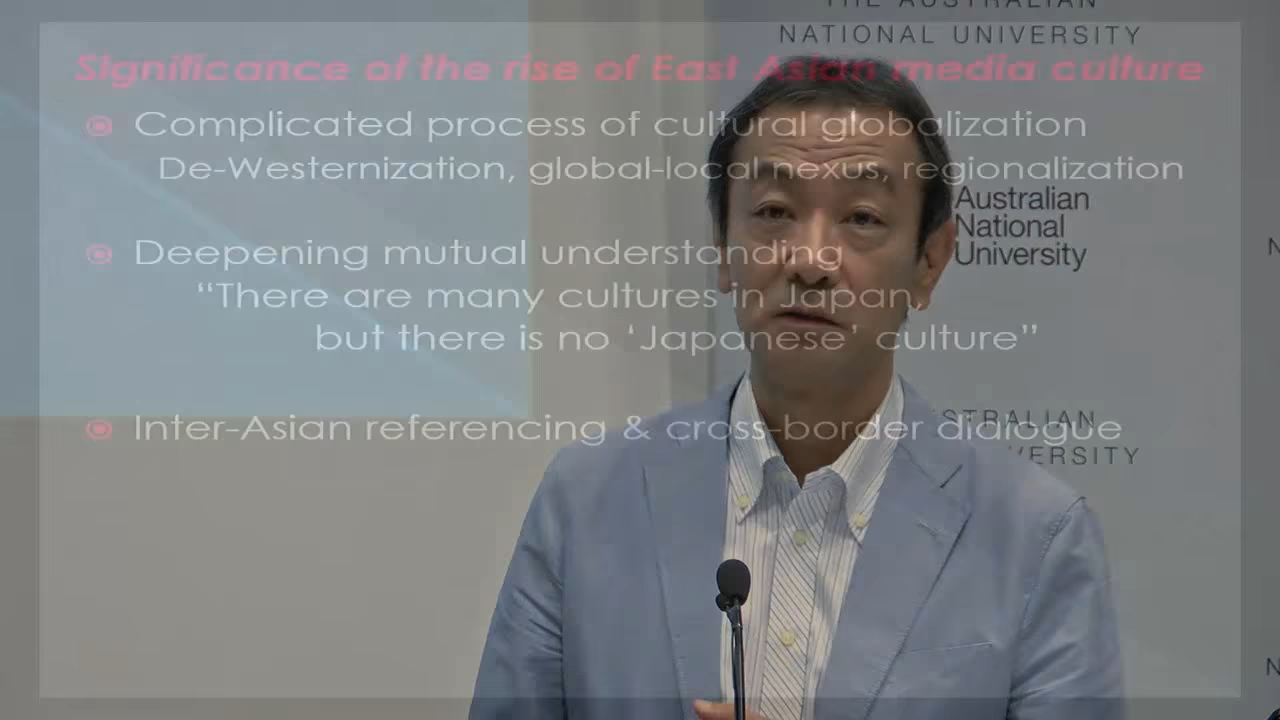 THE AUSTRALIAN
NATIONAL UNIVERSITY
Significance of the rise of East Asian media culture
Complicated process of cultural globalization
De-Westernization, global-local nexus, regionalization
Australian
National
University
Deepening mutual understanding
“There are many cultures in Japan,
but there is no ‘Japanese’ culture”
Inter-Asian referencing & cross-border dialogue
STRALIAN
VERSITY
N
N